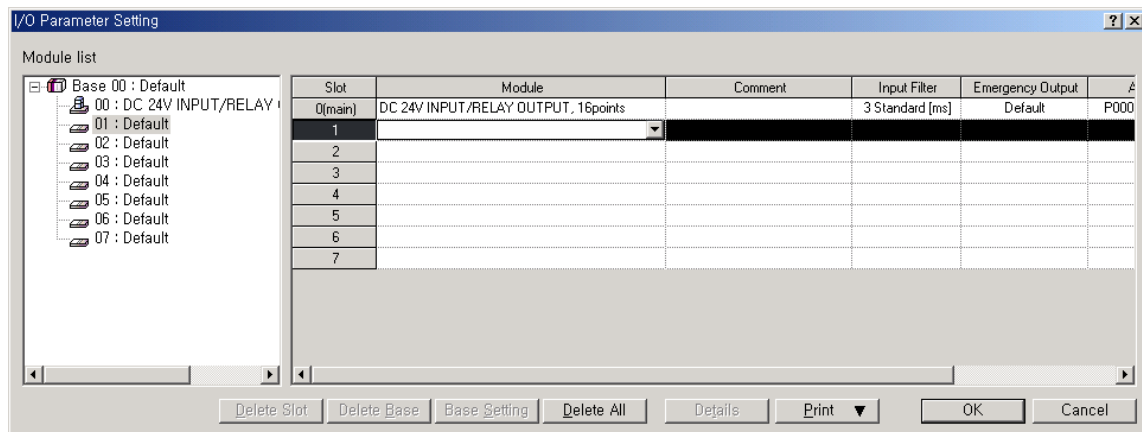 I/O Parameter Setting
Module list
Base 00 : Default
00 : DC 24V INPUT/RELAY
01 : Default
02 : Default
03 : Default
04 : Default
05 : Default
06 : Default
07 : Default
Slot Module Comment Input Filter Emergency Output
0(main) DC 24V INPUT/RELAY OUTPUT, 16points 3 Standard [ms] Default P000
1
2
3
4
5
6
7
Delete Slot Delete Base Base Setting Delete All Details Print ▼ OK Cancel